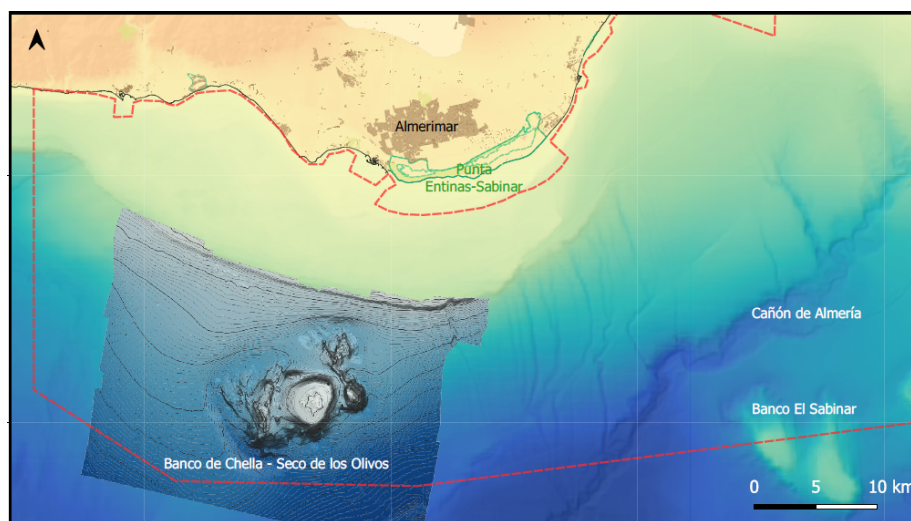 Almerimar
Punta
Entinas-Sabinar
Cañón de Almería
Banco El Sabinar
Banco de Chella - Seco de los Olivos
0 5 10 km